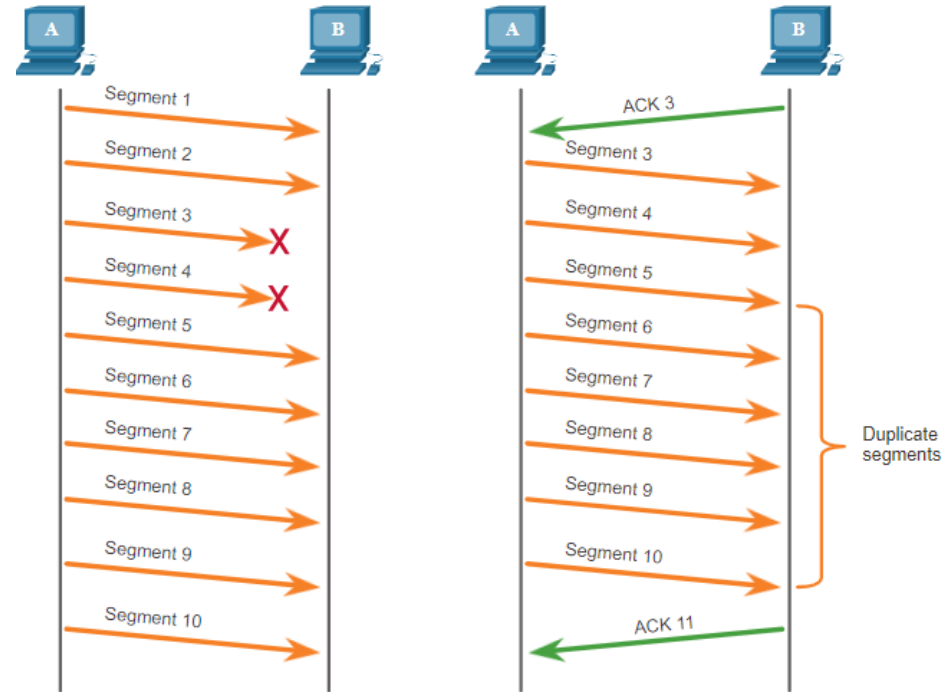 A
B
Segment 1
Segment 2
Segment 3
X
Segment 4
X
Segment 5
Segment 6
Segment 7
Segment 8
Segment 9
Segment 10
A
B
ACK 3
Segment 3
Segment 4
Segment 5
Segment 6
Segment 7
Segment 8
Segment 9
Segment 10
ACK 11
Duplicate
segments